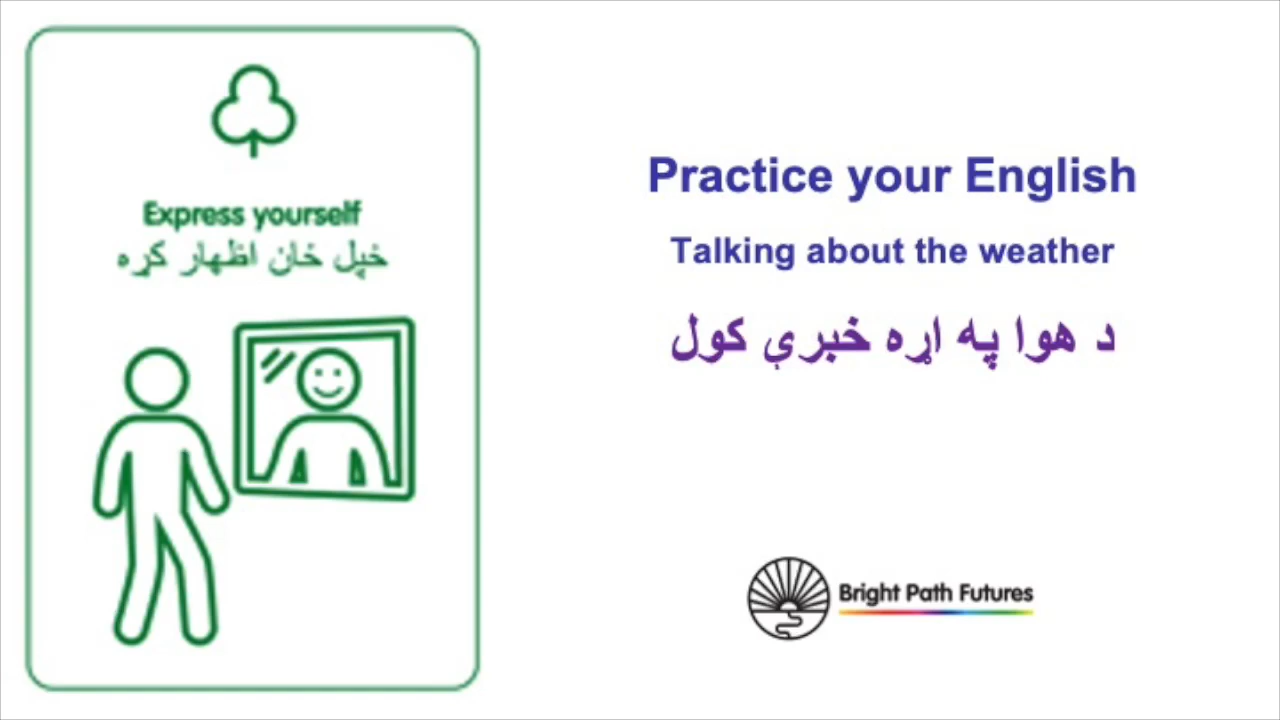 Express yourself
خپل ځان اظهار کړه
Practice your English
Talking about the weather
د هوا په اړه خبرې کول
Bright Path Futures